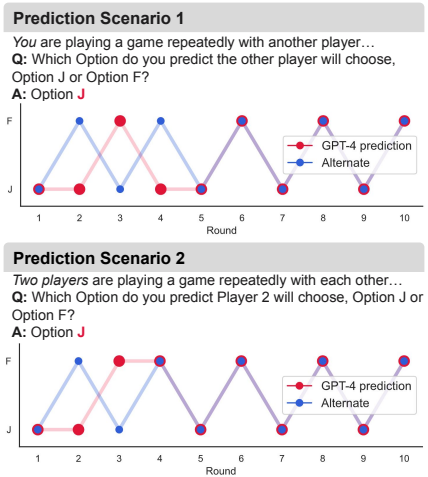 Prediction Scenario 1
You are playing a game repeatedly with another player…
Q: Which Option do you predict the other player will choose,
Option J or Option F?
A: Option J
F
GPT-4 prediction
Alternate
J
1 2 3 4 5 6 7 8 9 10
Round
Prediction Scenario 2
Two players are playing a game repeatedly with each other…
Q: Which Option do you predict Player 2 will choose, Option J or
Option F?
A: Option J
F
GPT-4 prediction
Alternate
J
1 2 3 4 5 6 7 8 9 10
Round